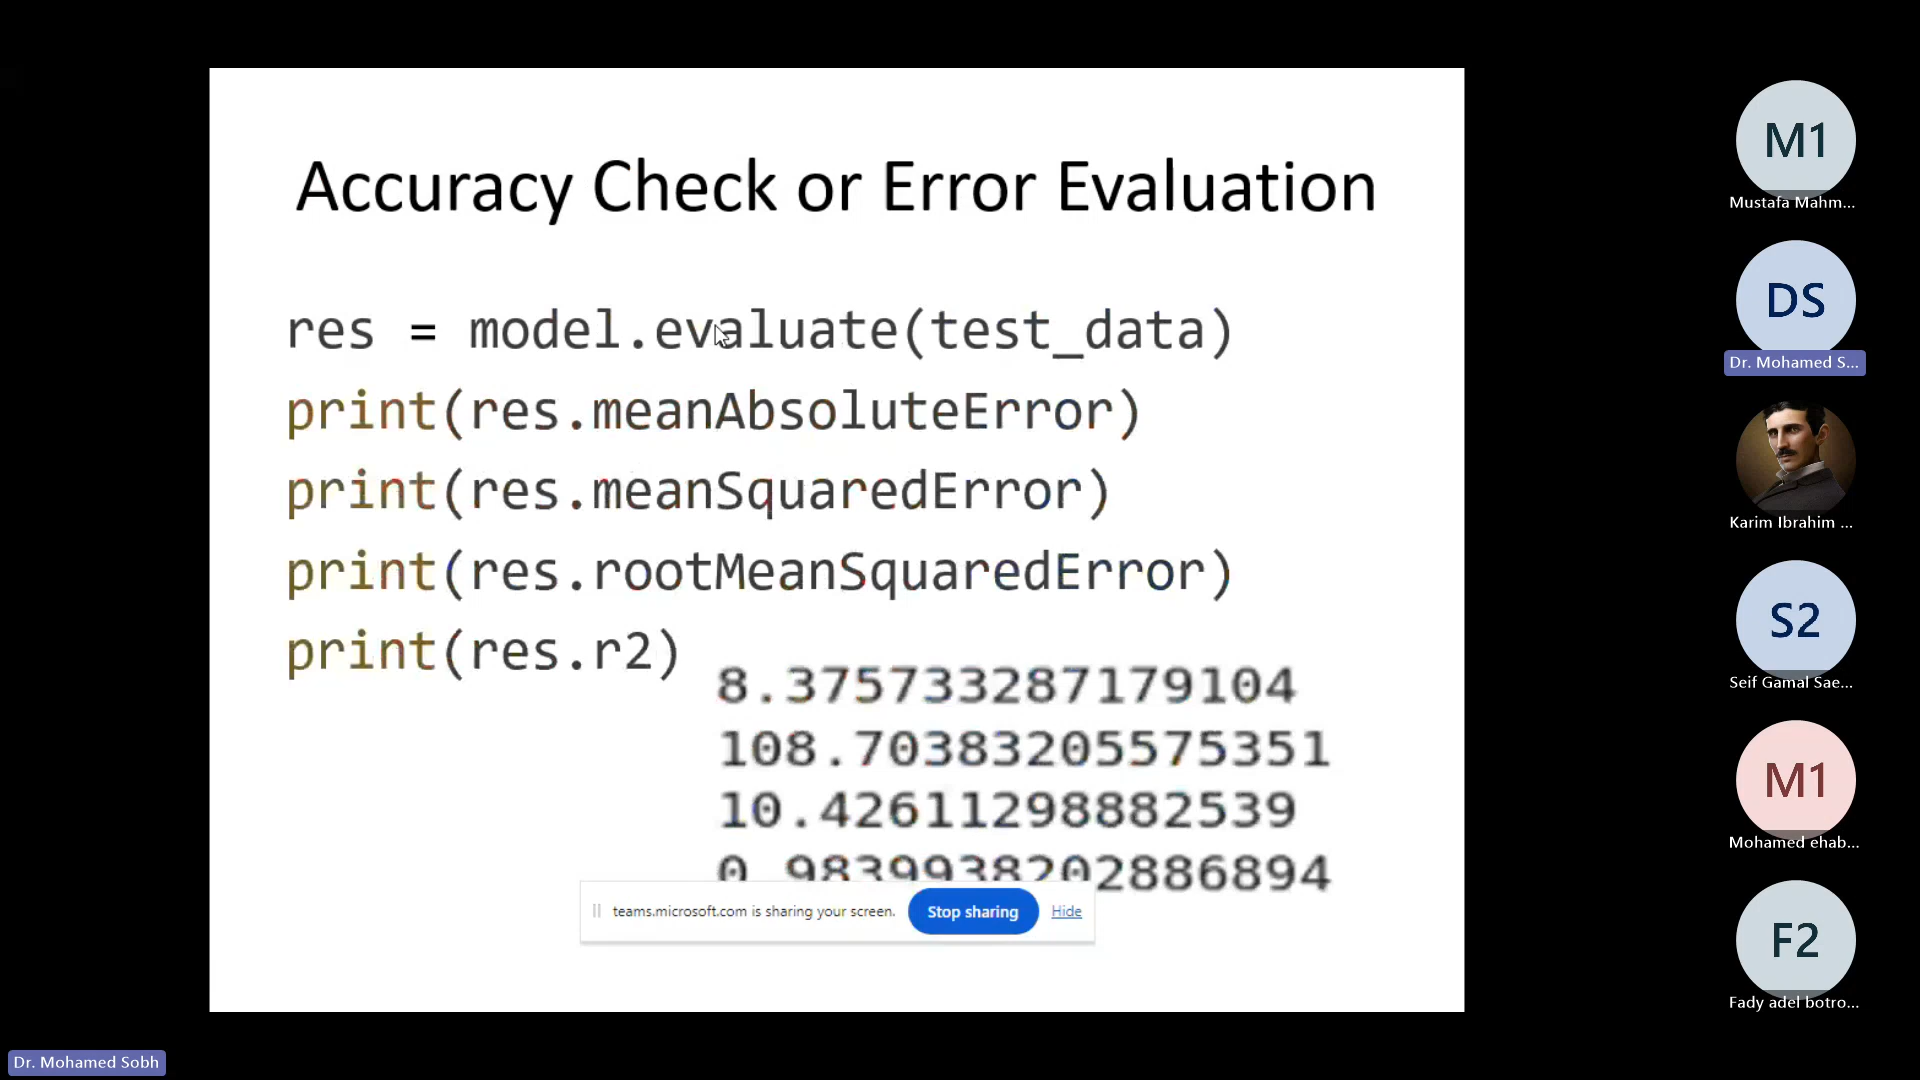 Accuracy Check or Error Evaluation
res = model.evaluate(test_data)
print(res.meanAbsoluteError)
print(res.meanSquaredError)
print(res.rootMeanSquaredError)
print(res.r2)
8.375733287179104
108.70383205575351
10.42611298882539
0.9839938202886894
teams.microsoft.com is sharing your screen.
Stop sharing
Hide
M1
Mustafa Mahm...
DS
Dr. Mohamed S...
Karim Ibrahim ...
S2
Seif Gamal Sae...
M1
Mohamed ehab...
F2
Fady adel botro...
Dr. Mohamed Sobh